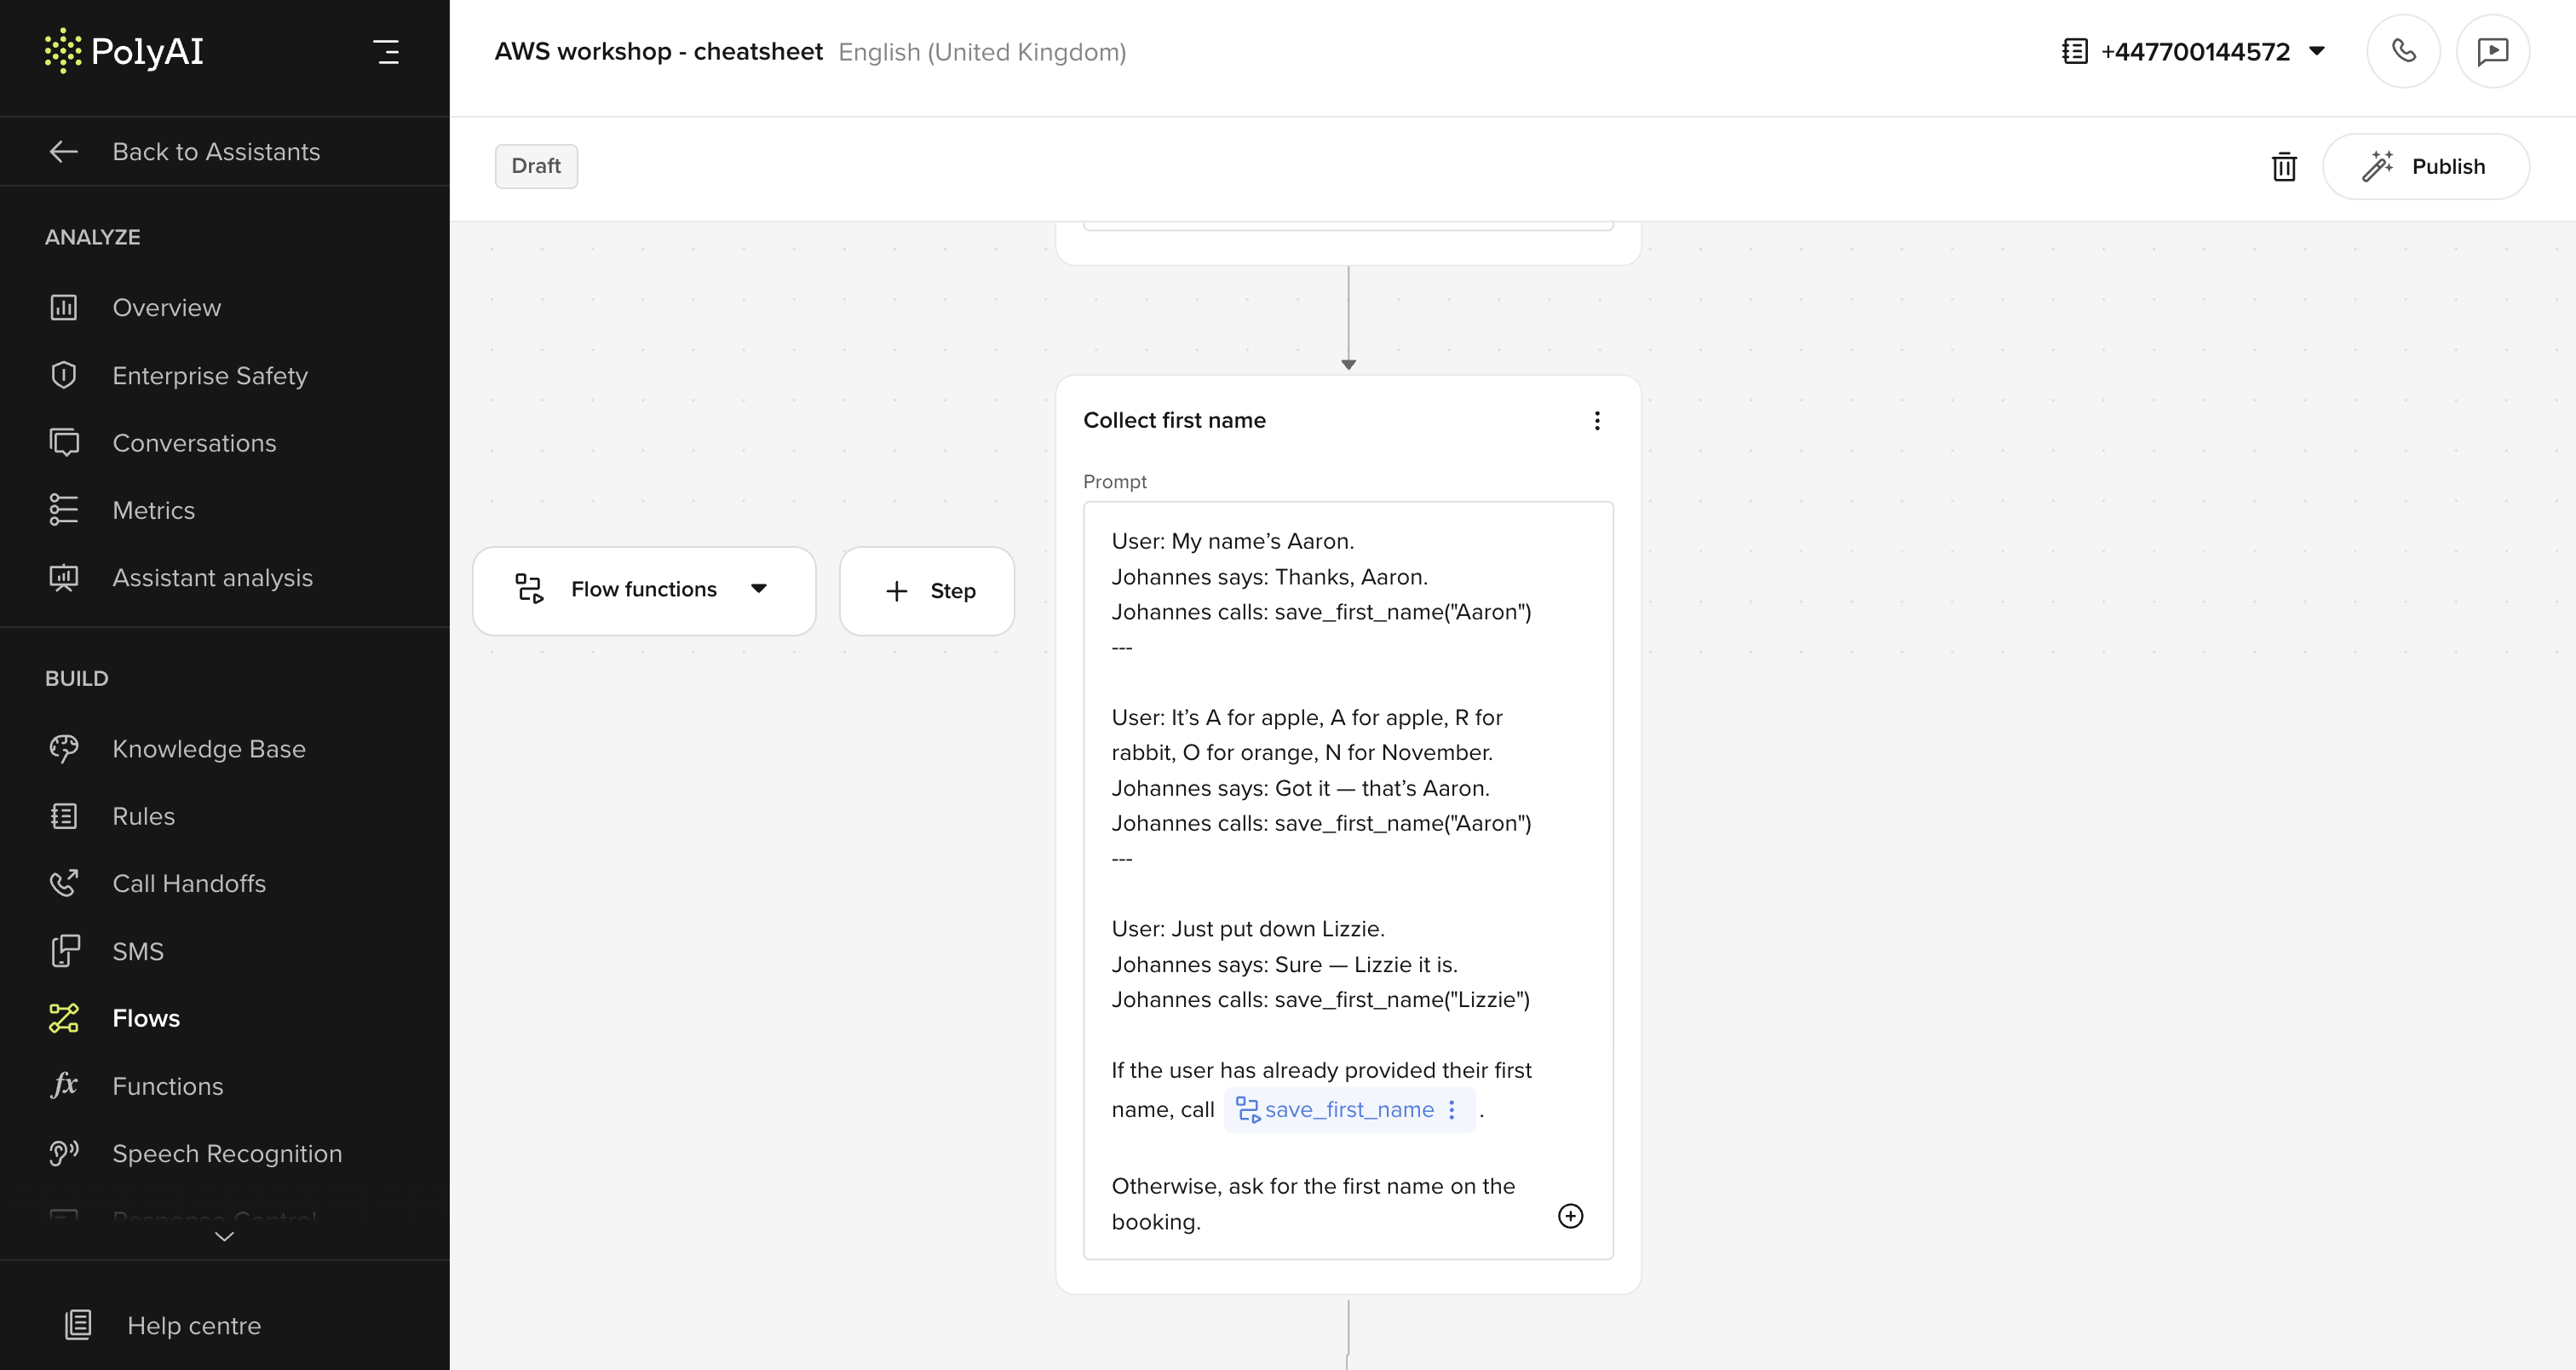 PolyAI
AWS workshop - cheatsheet English (United Kingdom)
+447700144572
Back to Assistants
Draft
Publish
ANALYZE
Overview
Enterprise Safety
Conversations
Metrics
Assistant analysis
BUILD
Knowledge Base
Rules
Call Handoffs
SMS
Flows
Functions
Speech Recognition
Response Control
Help centre
Flow functions
Step
Collect first name
Prompt
User: My name’s Aaron.
Johannes says: Thanks, Aaron.
Johannes calls: save_first_name("Aaron")
---
User: It’s A for apple, A for apple, R for
rabbit, O for orange, N for November.
Johannes says: Got it — that’s Aaron.
Johannes calls: save_first_name("Aaron")
---
User: Just put down Lizzie.
Johannes says: Sure — Lizzie it is.
Johannes calls: save_first_name("Lizzie")
If the user has already provided their first
name, call save_first_name .
Otherwise, ask for the first name on the
booking.